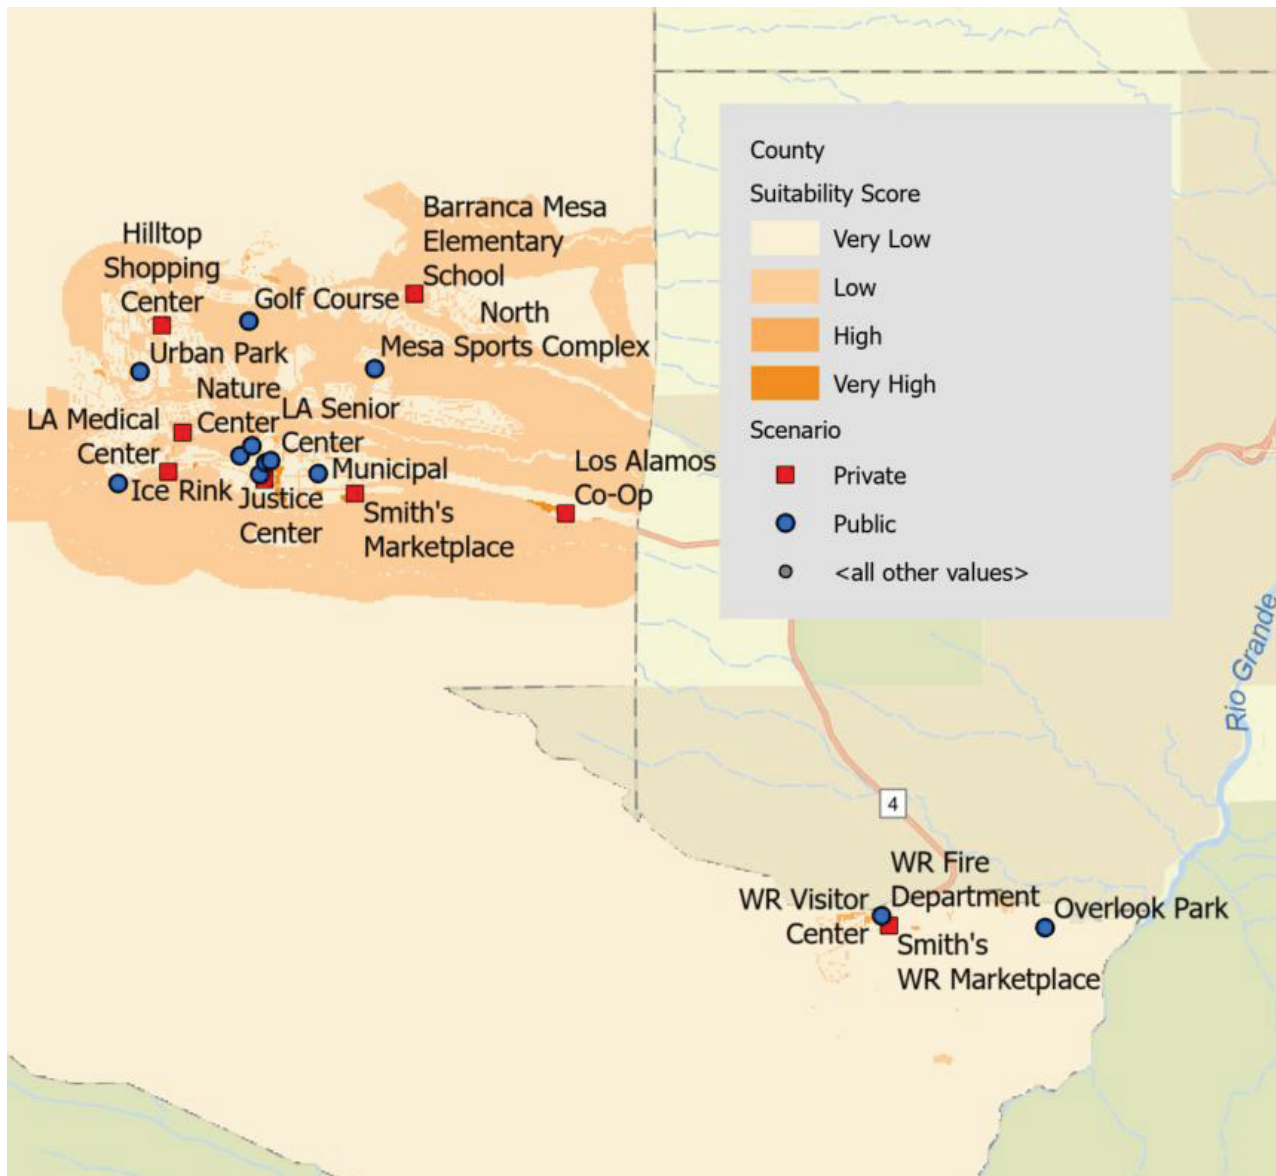 County
Suitability Score
Very Low
Low
High
Very High
Scenario
Private
Public
<all other values>
Barranca Mesa
Elementary
School
Hilltop
Shopping
Center
Golf Course
North
Mesa Sports Complex
Urban Park
Nature
Center
LA Senior
Center
LA Medical
Center
Municipal
Ice Rink
Justice
Center
Smith's
Marketplace
Los Alamos
Co-Op
Rio Grande
4
WR Fire
Department
WR Visitor
Center
Overlook Park
Smith's
WR Marketplace